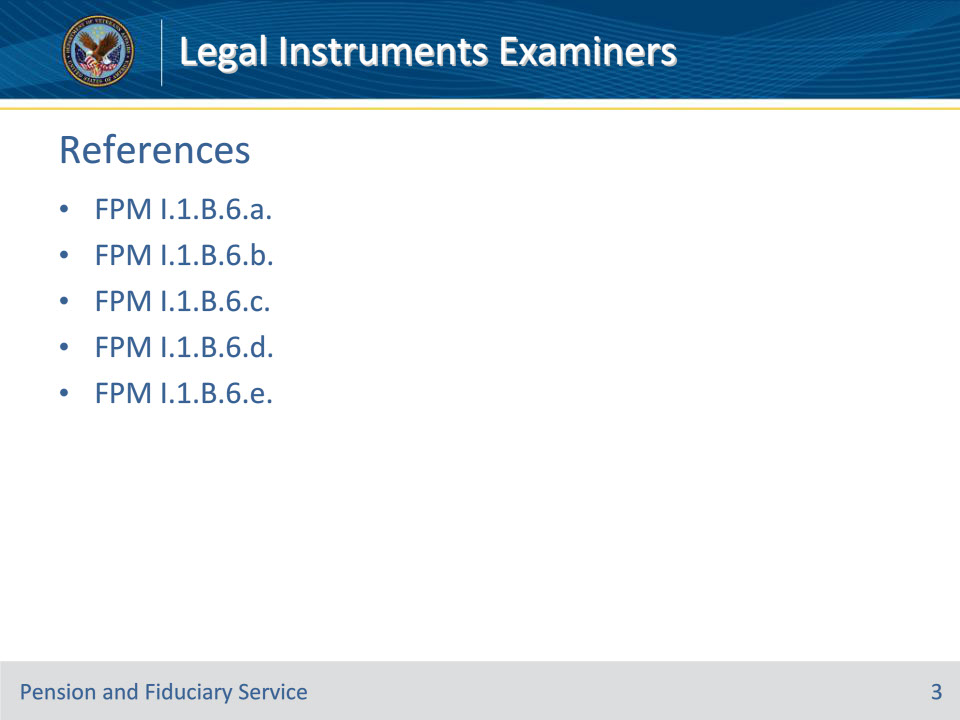 DEPARTMENT OF VETERANS AFFAIRS
UNITED STATES OF AMERICA
Legal Instruments Examiners
References
• FPM I.1.B.6.a.
• FPM I.1.B.6.b.
• FPM I.1.B.6.c.
• FPM I.1.B.6.d.
• FPM I.1.B.6.e.
Pension and Fiduciary Service
3